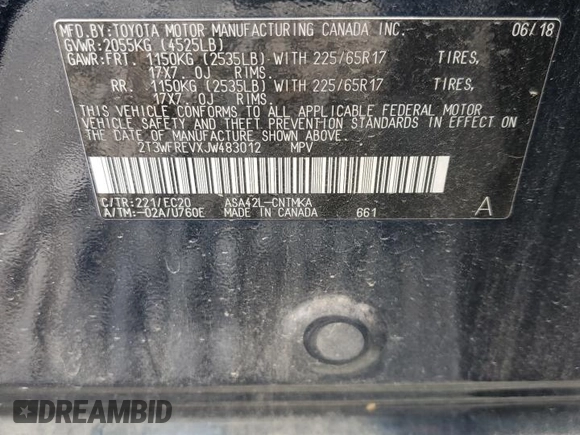 MFD.BY:TOYOTA MOTOR MANUFACTURING CANADA INC. 06/18
GVWR:2055KG (4525LB)
GAWR:FRT. 1150KG (2535LB) WITH 225/65R17 TIRES,
17X7.0J RIMS.
RR. 1150KG (2535LB) WITH 225/65R17 TIRES,
17X7.0J RIMS.
THIS VEHICLE CONFORMS TO ALL APPLICABLE FEDERAL MOTOR
VEHICLE SAFETY AND THEFT PREVENTION STANDARDS IN EFFECT ON
THE DATE OF MANUFACTURE SHOWN ABOVE.
2T3WFREVXJW483012 MPV
C/TR:221/EC20 ASA42L-CNTMKA
A/TM:-02A/U760E MADE IN CANADA 661 A
DREAMBID